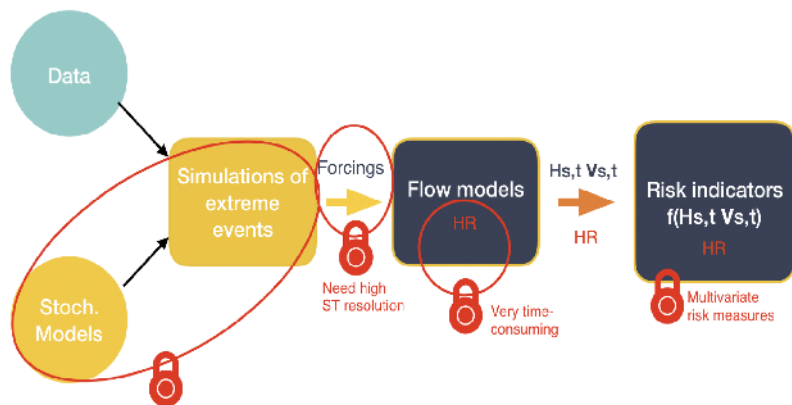 Data
Simulations of
extreme
events
Stoch.
Models
Forcings
Need high
ST resolution
Flow models
HR
Very time-
consuming
Hs,t Vs,t
HR
Risk indicators
f(Hs,t Vs,t)
HR
Multivariate
risk measures